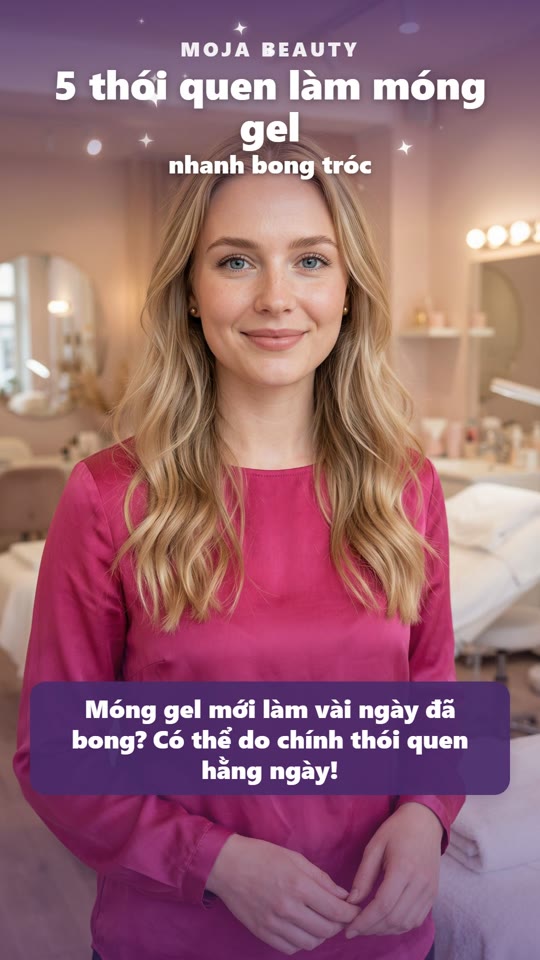 MOJA BEAUTY
5 thói quen làm móng
gel
nhanh bong tróc
Móng gel mới làm vài ngày đã
bong? Có thể do chính thói quen
hằng ngày!